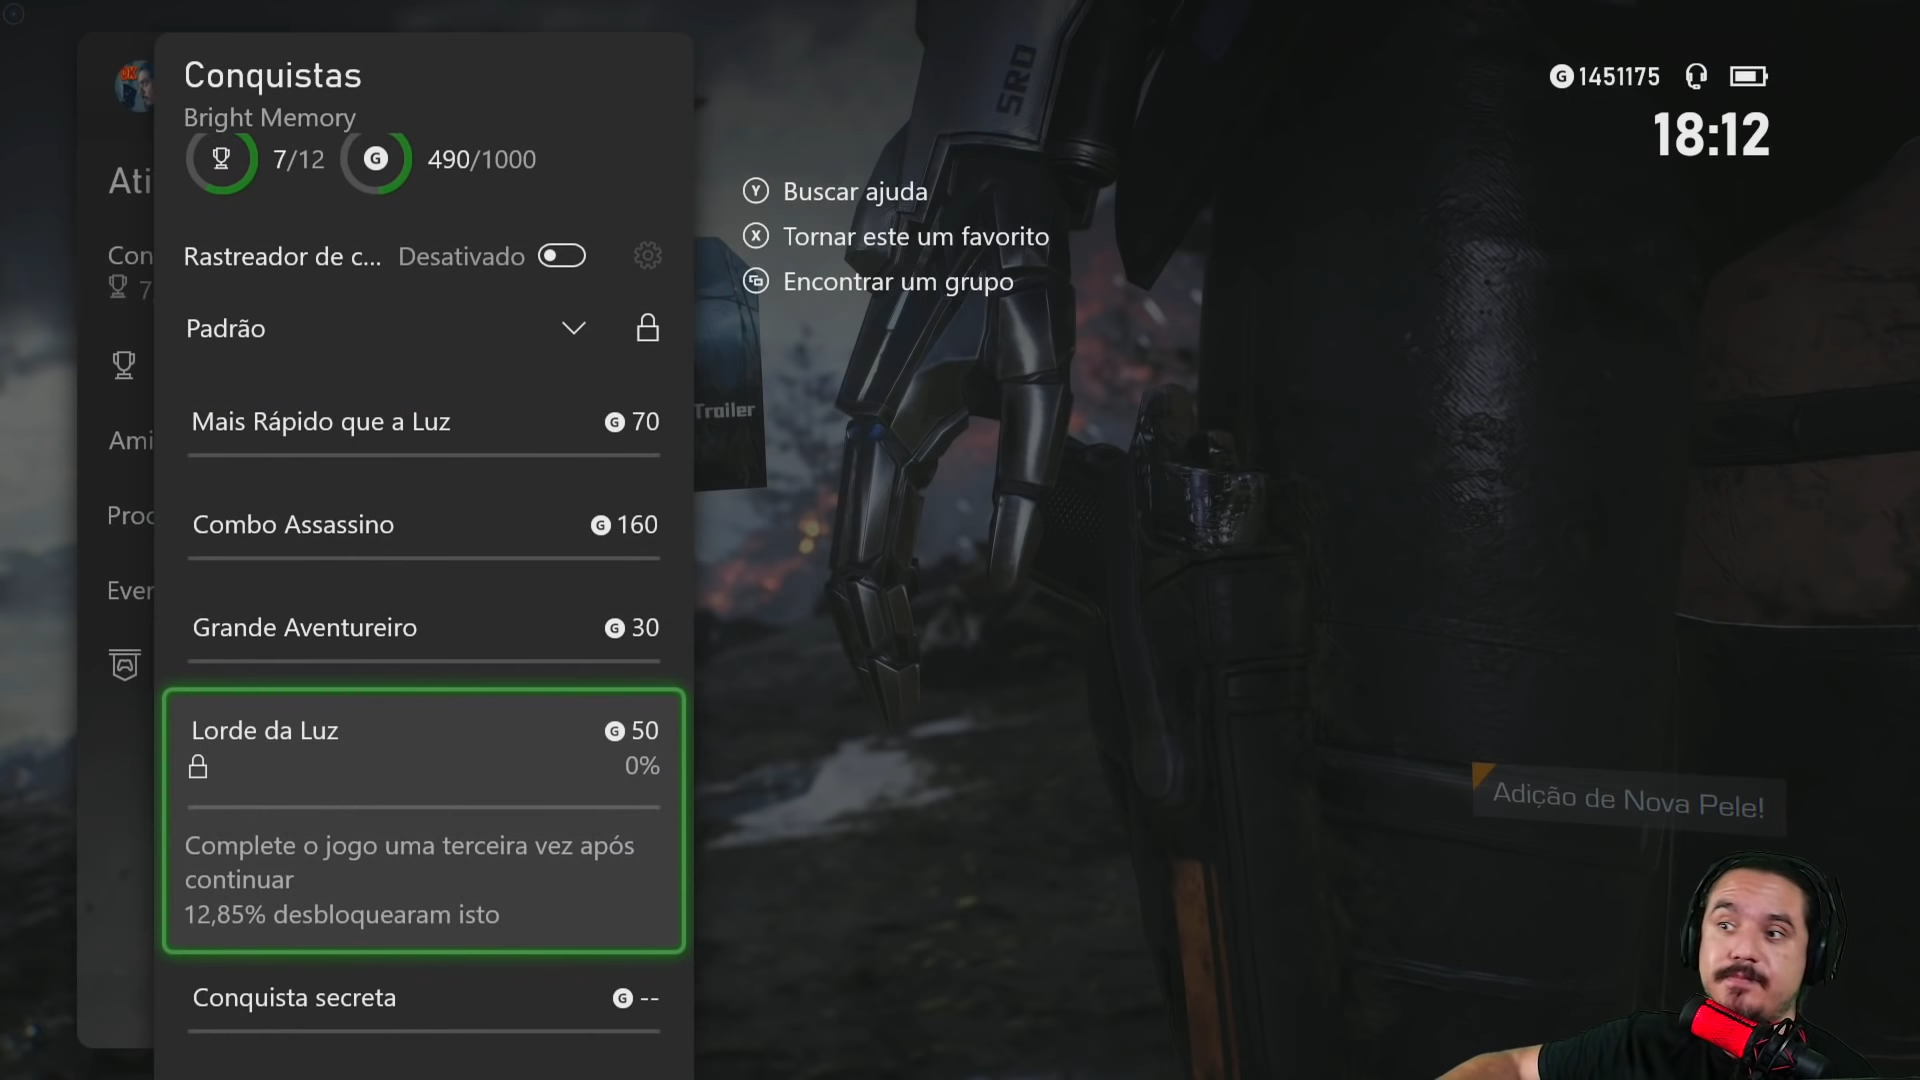 Conquistas
Bright Memory
7/12
G 490/1000
Rastreador de c... Desativado
Padrão
Mais Rápido que a Luz G 70
Combo Assassino G 160
Grande Aventureiro G 30
Lorde da Luz G 50
0%
Complete o jogo uma terceira vez após
continuar
12,85% desbloquearam isto
Conquista secreta G --
Ati
Con
7
Ami
Proc
Ever
Y Buscar ajuda
X Tornar este um favorito
Encontrar um grupo
Trailer
SRO
G 1451175
18:12
Adição de Nova Pele!